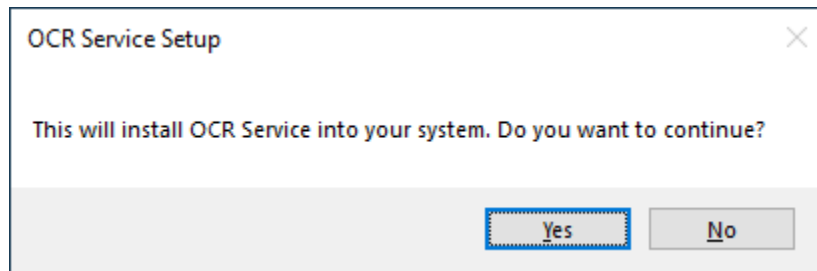 OCR Service Setup
This will install OCR Service into your system. Do you want to continue?
Yes No